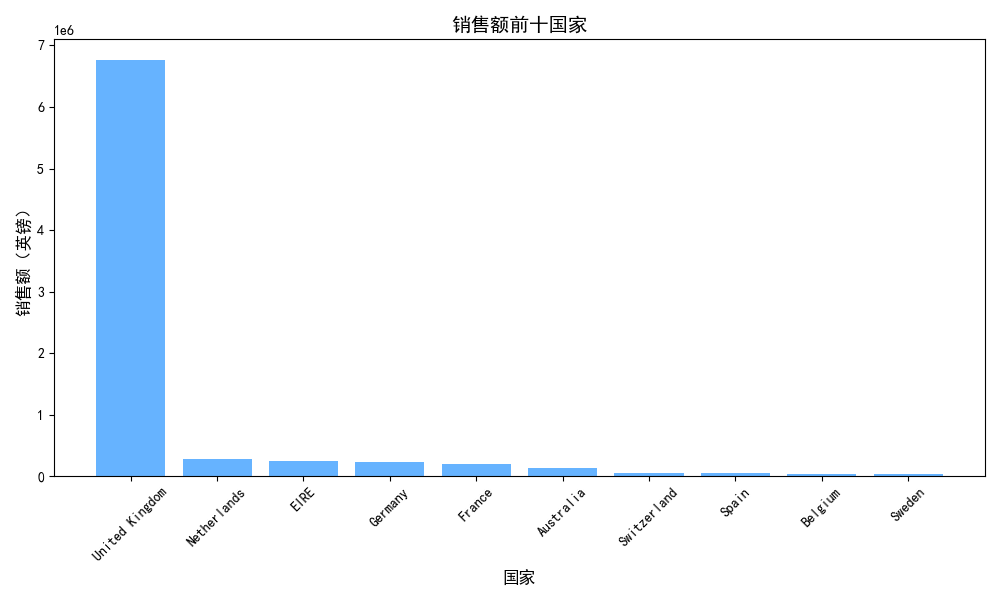 销售额前十国家
1e6
7
6
5
4
3
2
1
0
销售额（英镑）
United Kingdom
Netherlands
EIRE
Germany
France
Australia
Switzerland
Spain
Belgium
Sweden
国家